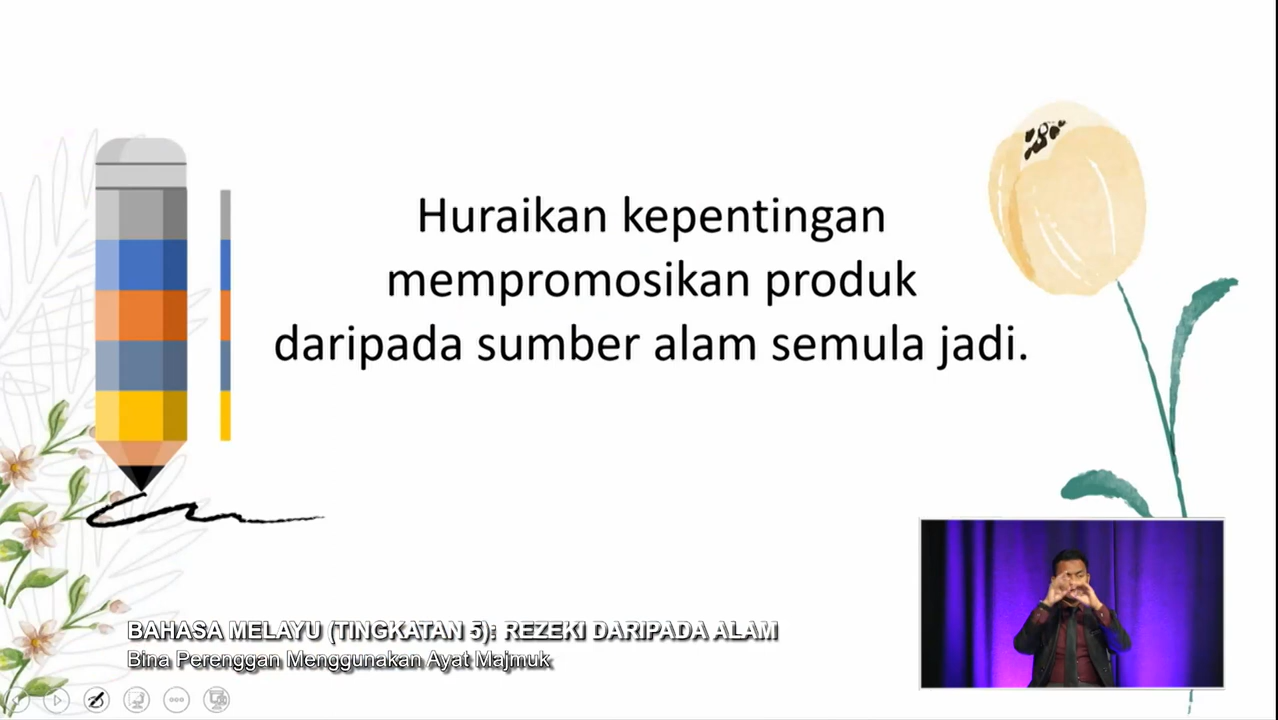 Huraikan kepentingan
mempromosikan produk
daripada sumber alam semula jadi.
BAHASA MELAYU (TINGKATAN 5): REZEKI DARIPADA ALAM
Bina Perenggan Menggunakan Ayat Majmuk